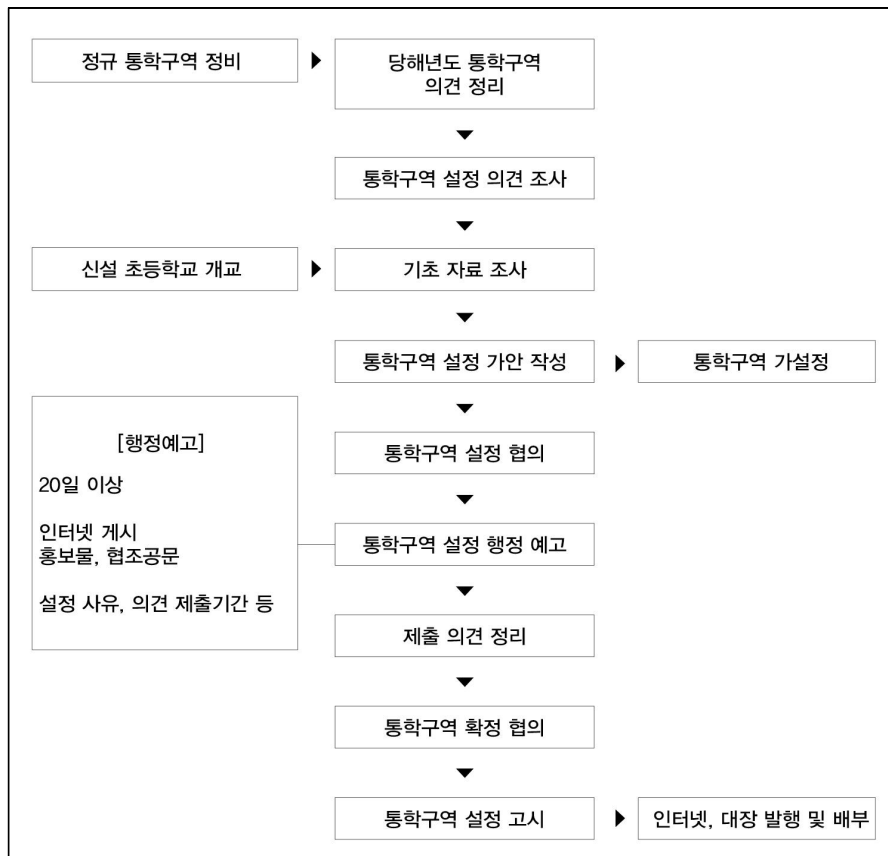 정규 통학구역 정비
당해년도 통학구역
의견 정리
통학구역 설정 의견 조사
신설 초등학교 개교
기초 자료 조사
통학구역 설정 가안 작성
통학구역 가설정
통학구역 설정 협의
[행정예고]
20일 이상
인터넷 게시
홍보물, 협조공문
설정 사유, 의견 제출기간 등
통학구역 설정 행정 예고
제출 의견 정리
통학구역 확정 협의
통학구역 설정 고시
인터넷, 대장 발행 및 배부